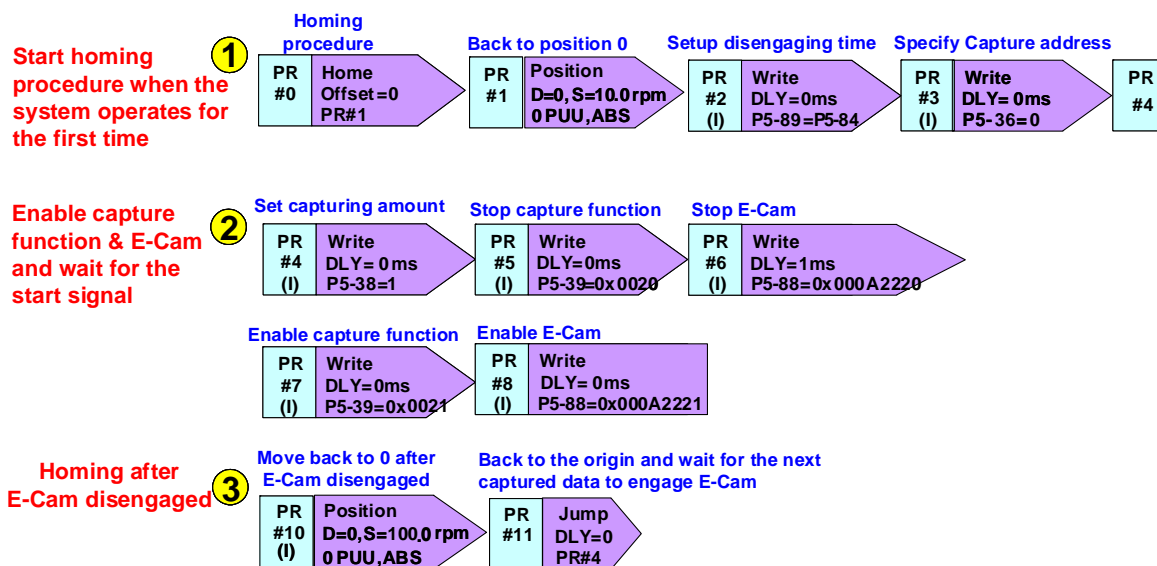 Start homing
procedure when the
system operates for
the first time
1
Homing
procedure
PR
#0
Home
Offset=0
PR#1
Back to position 0
PR
#1
Position
D=0, S=10.0 rpm
0 PUU, ABS
Setup disengaging time
PR
#2
(I)
Write
DLY=0ms
P5-89=P5-84
Specify Capture address
PR
#3
(I)
Write
DLY= 0ms
P5-36=0
PR
#4
Enable capture
function & E-Cam
and wait for the
start signal
2
Set capturing amount
PR
#4
(I)
Write
DLY= 0ms
P5-38=1
Stop capture function
PR
#5
(I)
Write
DLY=0ms
P5-39=0x0020
Stop E-Cam
PR
#6
(I)
Write
DLY=1ms
P5-88=0x000A2220
Enable capture function
PR
#7
(I)
Write
DLY=0ms
P5-39=0x0021
Enable E-Cam
PR
#8
(I)
Write
DLY= 0ms
P5-88=0x000A2221
Homing after
E-Cam disengaged
3
Move back to 0 after
E-Cam disengaged
PR
#10
(I)
Position
D=0,S=100.0 rpm
0 PUU,ABS
Back to the origin and wait for the next
captured data to engage E-Cam
PR
#11
Jump
DLY=0
PR#4